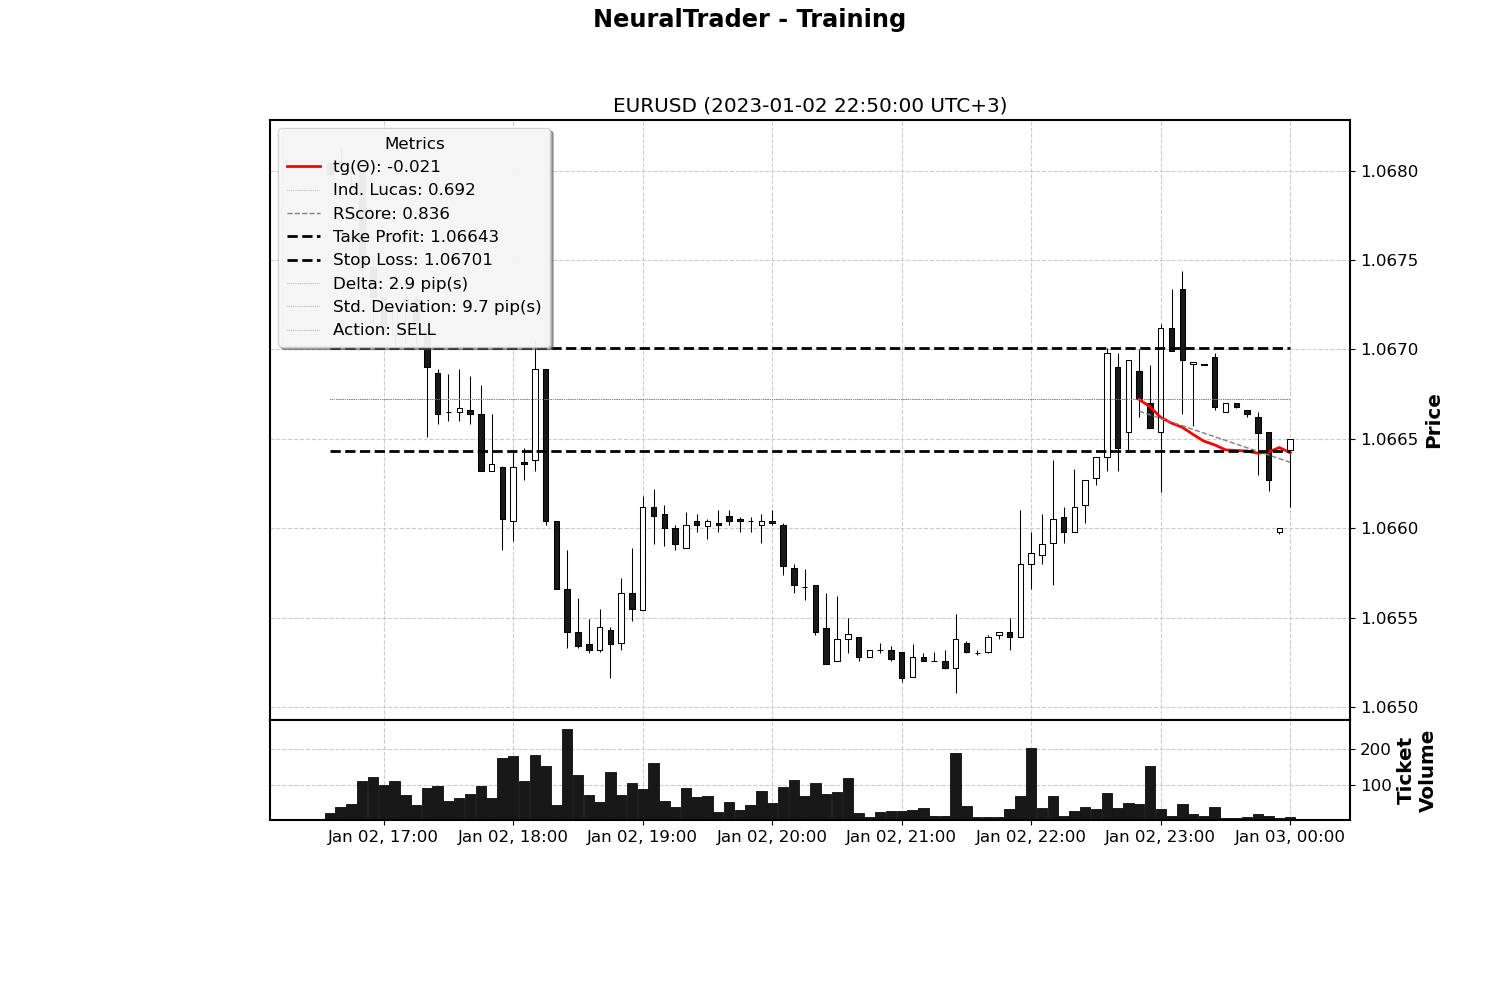 NeuralTrader - Training
EURUSD (2023-01-02 22:50:00 UTC+3)
Metrics
tg(Θ): -0.021
Ind. Lucas: 0.692
RScore: 0.836
Take Profit: 1.06643
Stop Loss: 1.06701
Delta: 2.9 pip(s)
Std. Deviation: 9.7 pip(s)
Action: SELL
1.0680
1.0675
1.0670
1.0665
1.0660
1.0655
1.0650
Price
200
100
Ticket
Volume
Jan 02, 17:00
Jan 02, 18:00
Jan 02, 19:00
Jan 02, 20:00
Jan 02, 21:00
Jan 02, 22:00
Jan 02, 23:00
Jan 03, 00:00